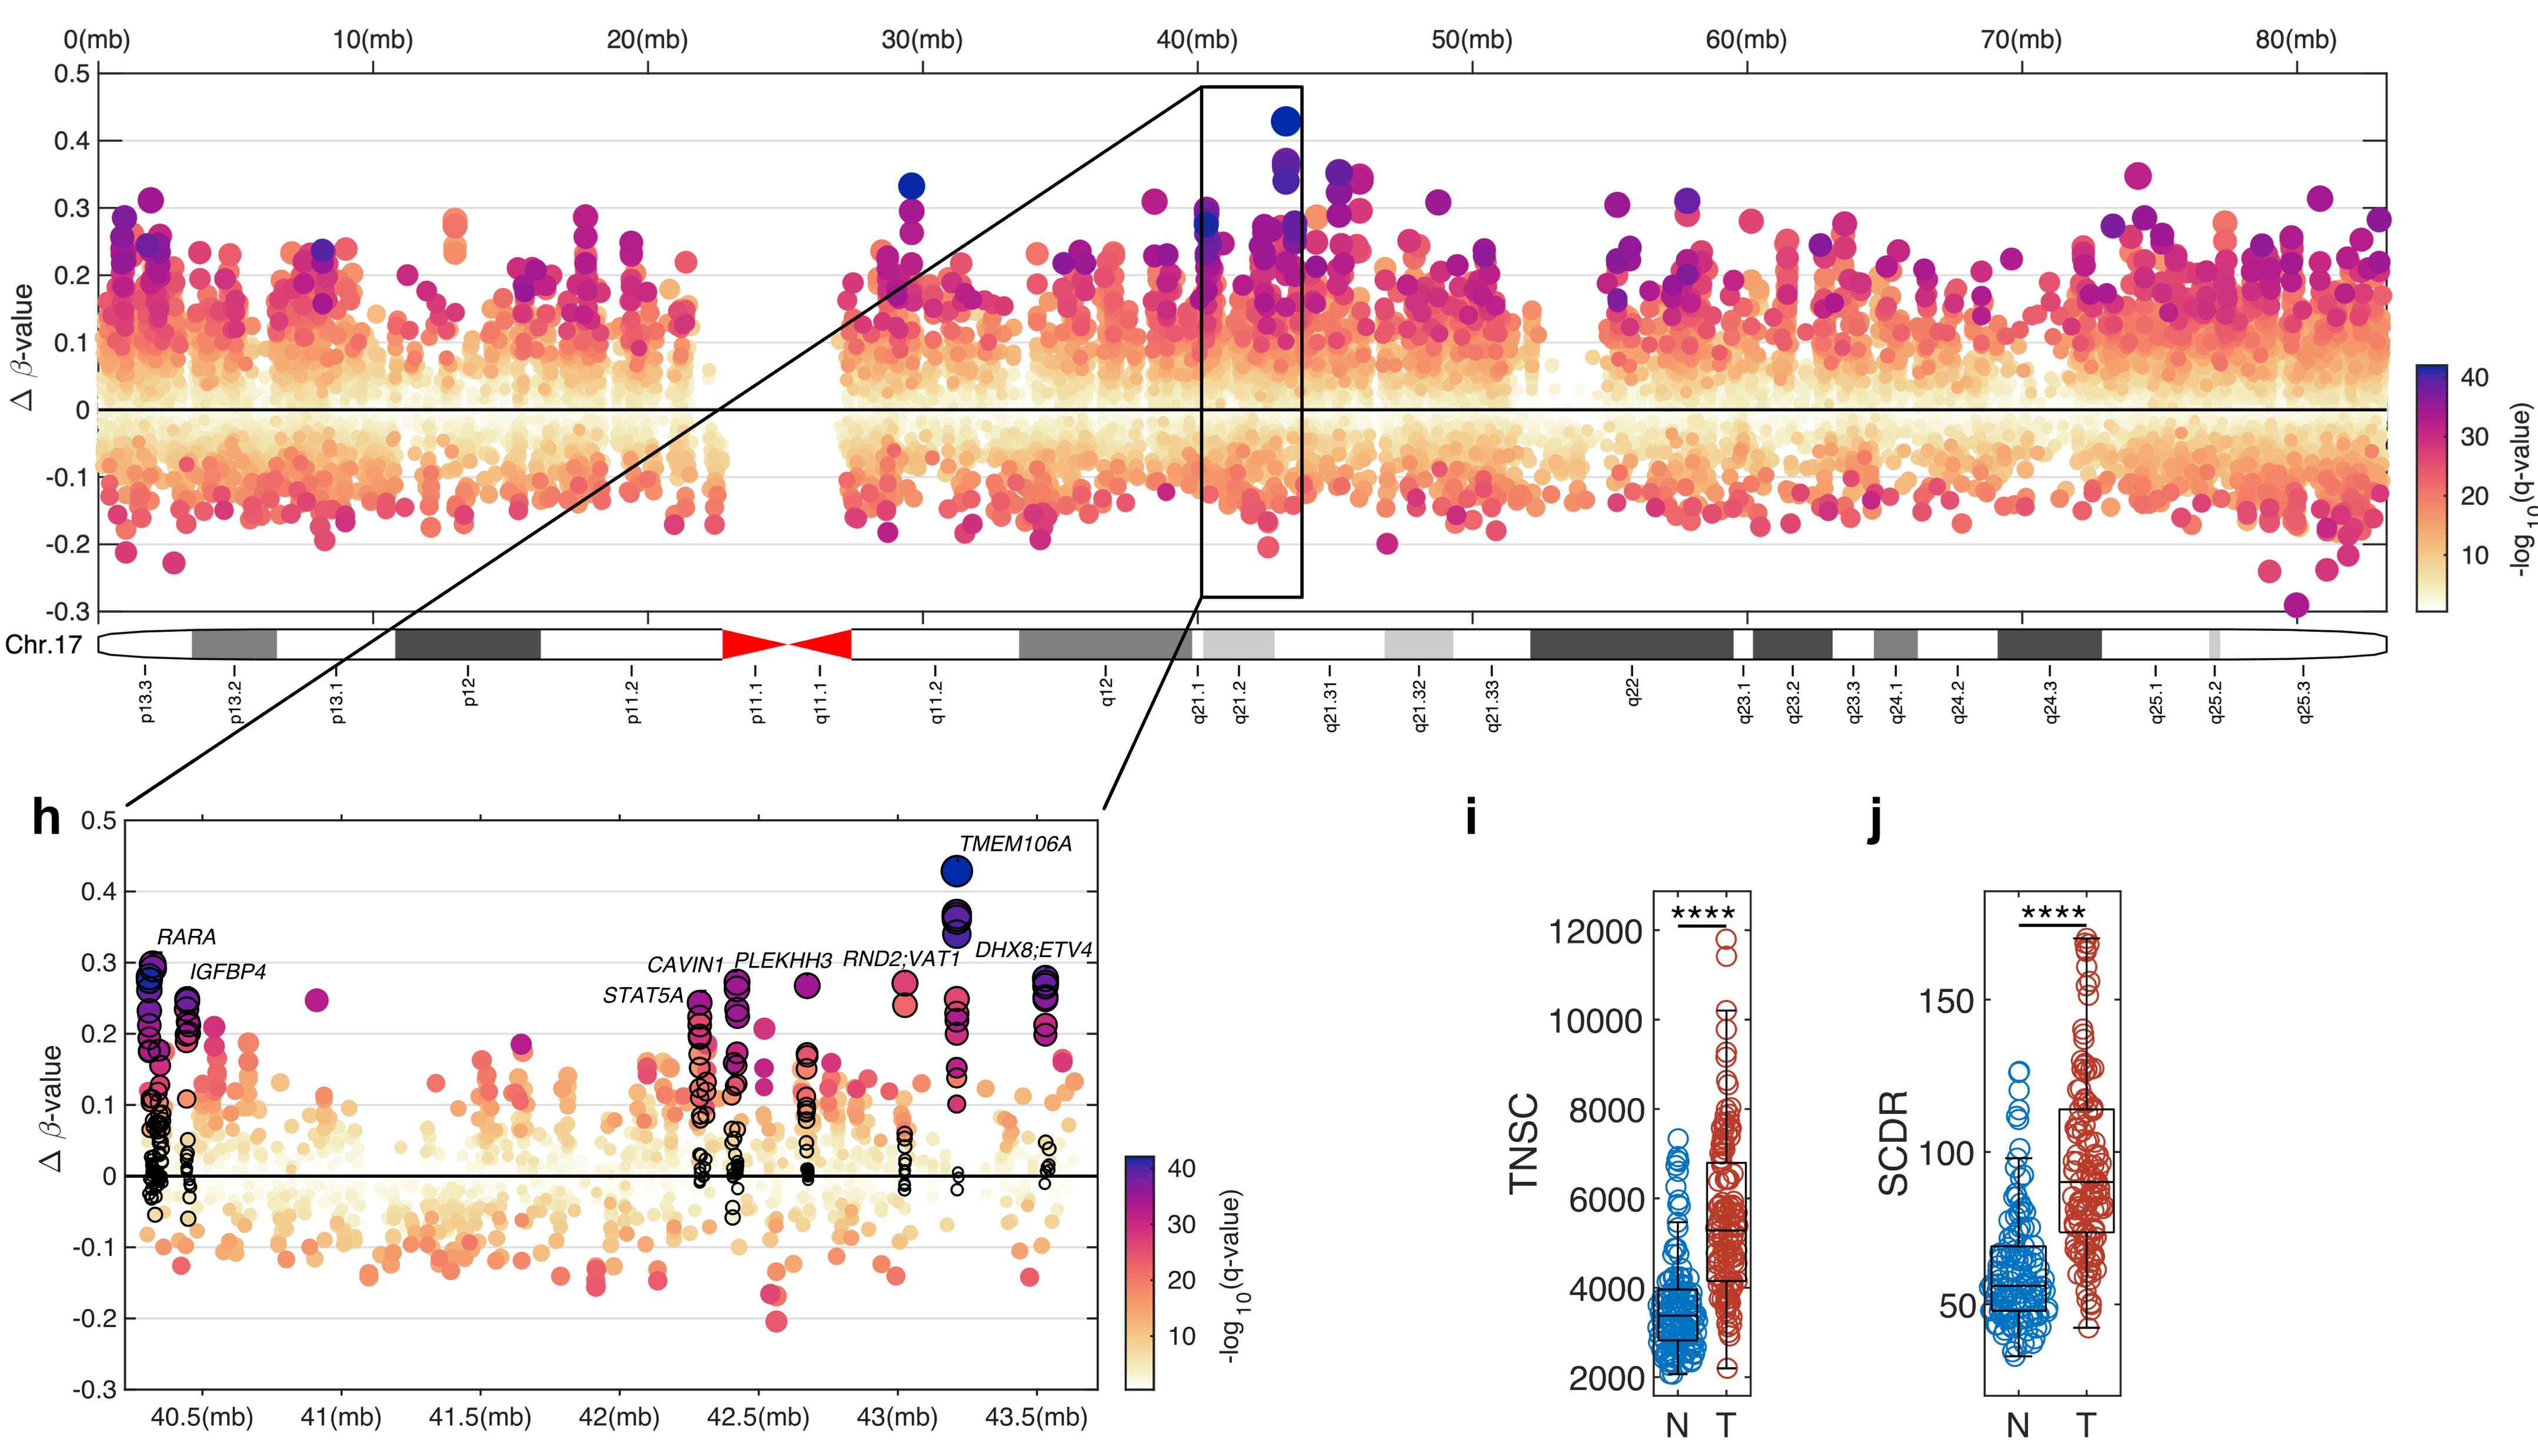 0(mb) 10(mb) 20(mb) 30(mb) 40(mb) 50(mb) 60(mb) 70(mb) 80(mb)
0.5
0.4
0.3
0.2
0.1
0
-0.1
-0.2
-0.3
Δ β-value
40
30
20
10
-log10(q-value)
Chr.17
p13.3 p13.2 p13.1 p12 p11.2 p11.1 q11.1 q11.2 q12 q21.1 q21.2 q21.31 q21.32 q21.33 q22 q23.1 q23.2 q23.3 q24.1 q24.2 q24.3 q25.1 q25.2 q25.3
h
0.5
0.4
0.3
0.2
0.1
0
-0.1
-0.2
-0.3
Δ β-value
TMEM106A
RARA
IGFBP4
CAVIN1 PLEKHH3 RND2;VAT1 DHX8;ETV4
STAT5A
40.5(mb) 41(mb) 41.5(mb) 42(mb) 42.5(mb) 43(mb) 43.5(mb)
40
30
20
10
-log10(q-value)
i
****
12000
10000
8000
6000
4000
2000
TNSC
N T
j
****
150
100
50
SCDR
N T